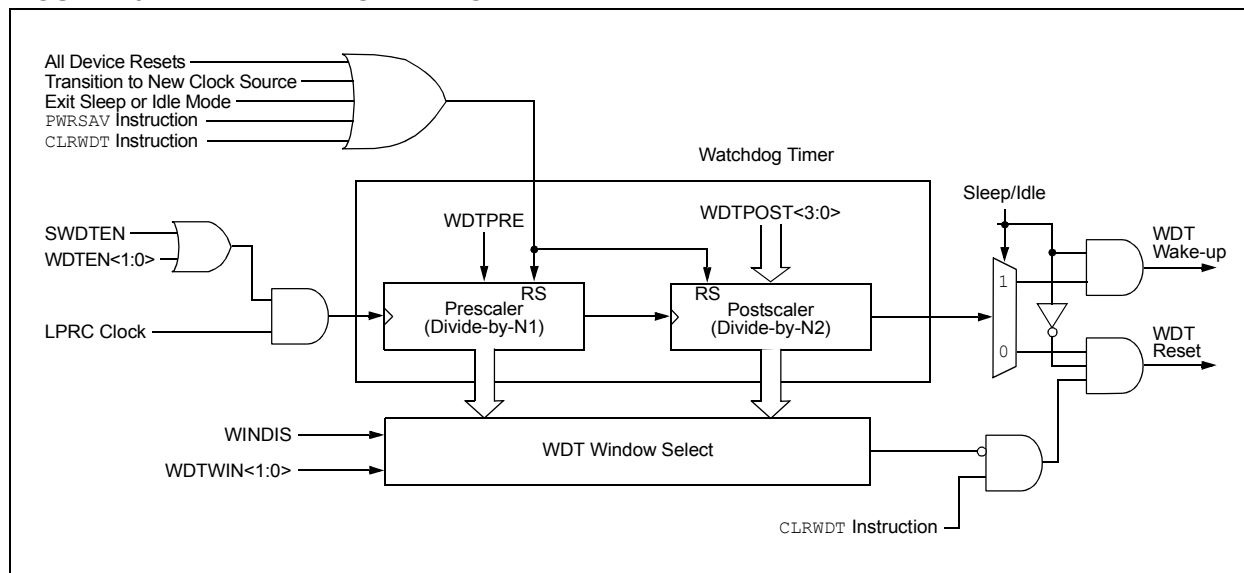 All Device Resets
Transition to New Clock Source
Exit Sleep or Idle Mode
PWRSAV Instruction
CLRWDT Instruction
Watchdog Timer
Sleep/Idle
WDTPRE
WDTPOST<3:0>
SWDTEN
WDTEN<1:0>
WDT
Wake-up
RS
RS
1
Prescaler
(Divide-by-N1)
Postscaler
(Divide-by-N2)
LPRC Clock
0
WDT
Reset
WINDIS
WDT Window Select
WDTWIN<1:0>
CLRWDT Instruction